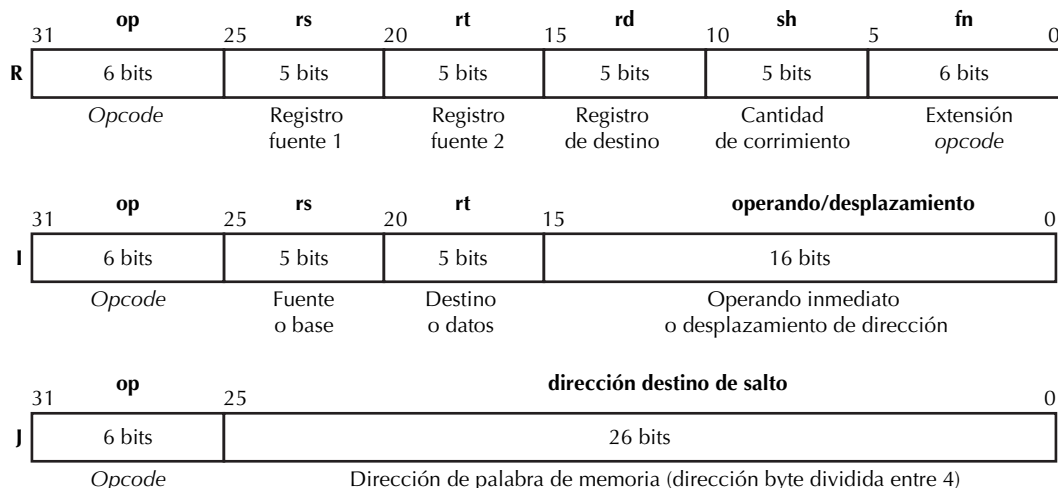 op rs rt rd sh fn
31 25 20 15 10 5 0
R 6 bits 5 bits 5 bits 5 bits 5 bits 6 bits
Opcode Registro Registro Registro Cantidad Extensión
fuente 1 fuente 2 de destino de corrimiento opcode
op rs rt operando/desplazamiento
31 25 20 15 0
I 6 bits 5 bits 5 bits 16 bits
Opcode Fuente Destino Operando inmediato
o base o datos o desplazamiento de dirección
op dirección destino de salto
31 25 0
J 6 bits 26 bits
Opcode Dirección de palabra de memoria (dirección byte dividida entre 4)